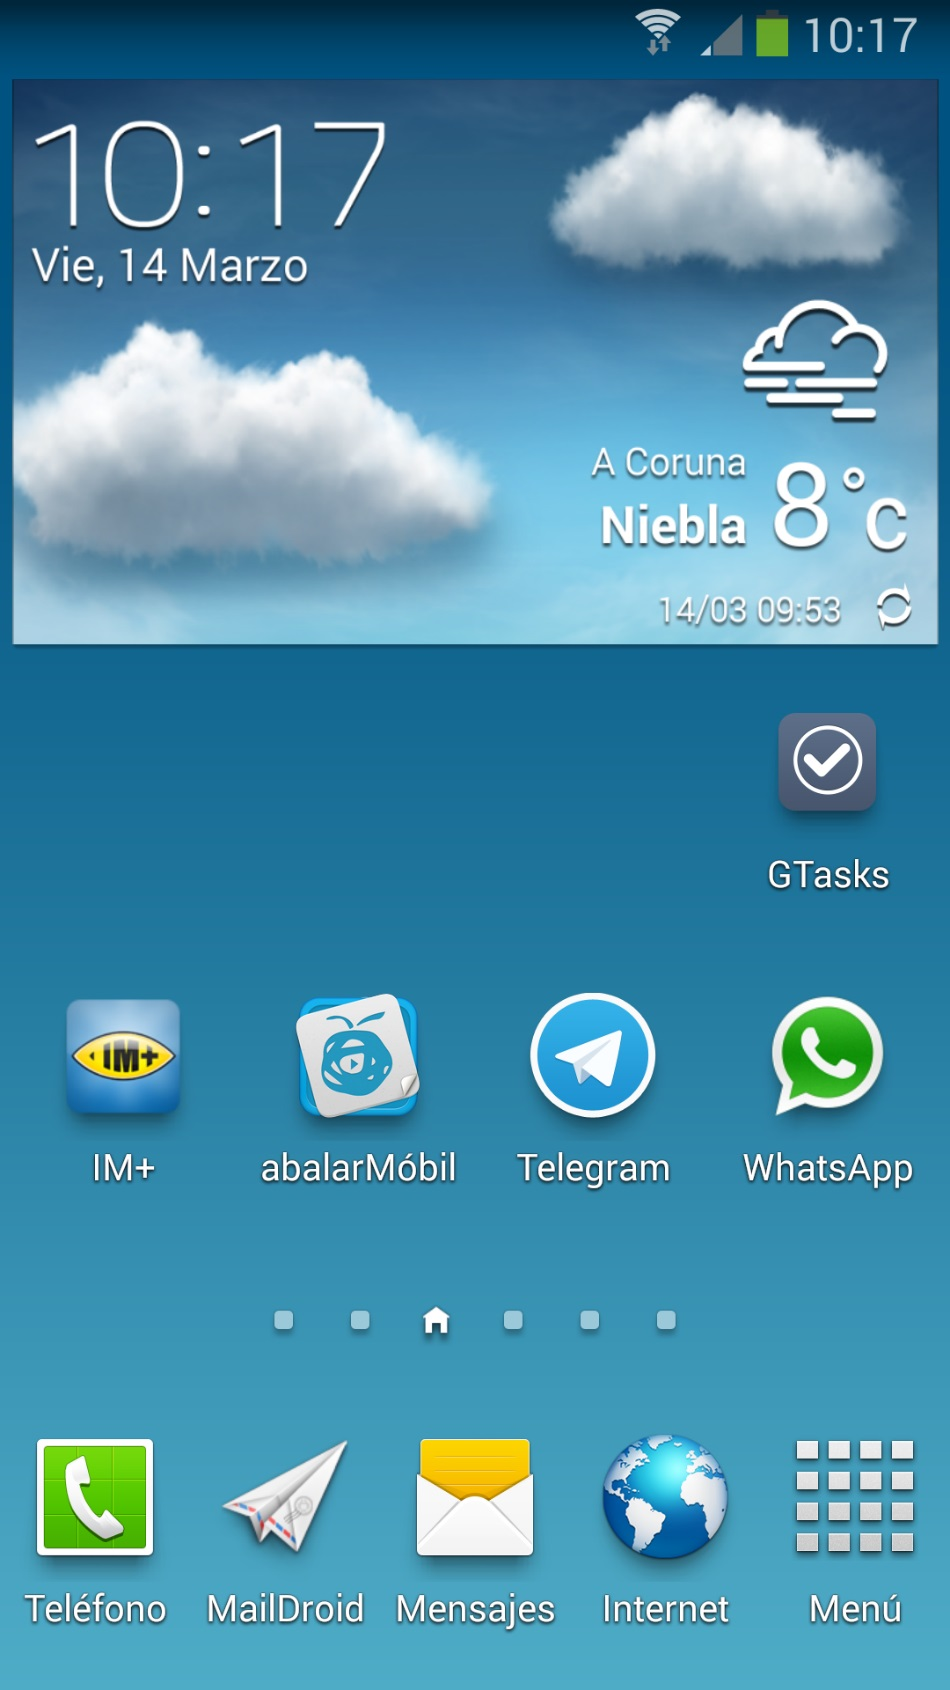 10:17
10:17
Vie, 14 Marzo
A Coruna
Niebla 8°C
14/03 09:53
GTasks
IM+
IM+ abalarMóbil Telegram WhatsApp
Teléfono MailDroid Mensajes Internet Menú